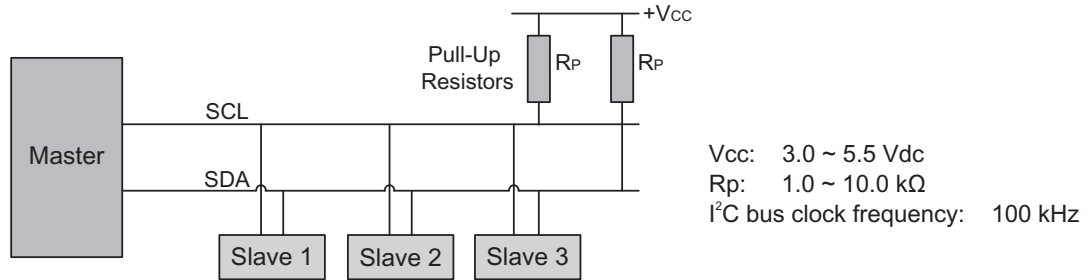 +Vcc
Pull-Up
Resistors
RP
RP
SCL
Master
SDA
Slave 1
Slave 2
Slave 3
Vcc: 3.0 ~ 5.5 Vdc
Rp: 1.0 ~ 10.0 kΩ
I²C bus clock frequency: 100 kHz